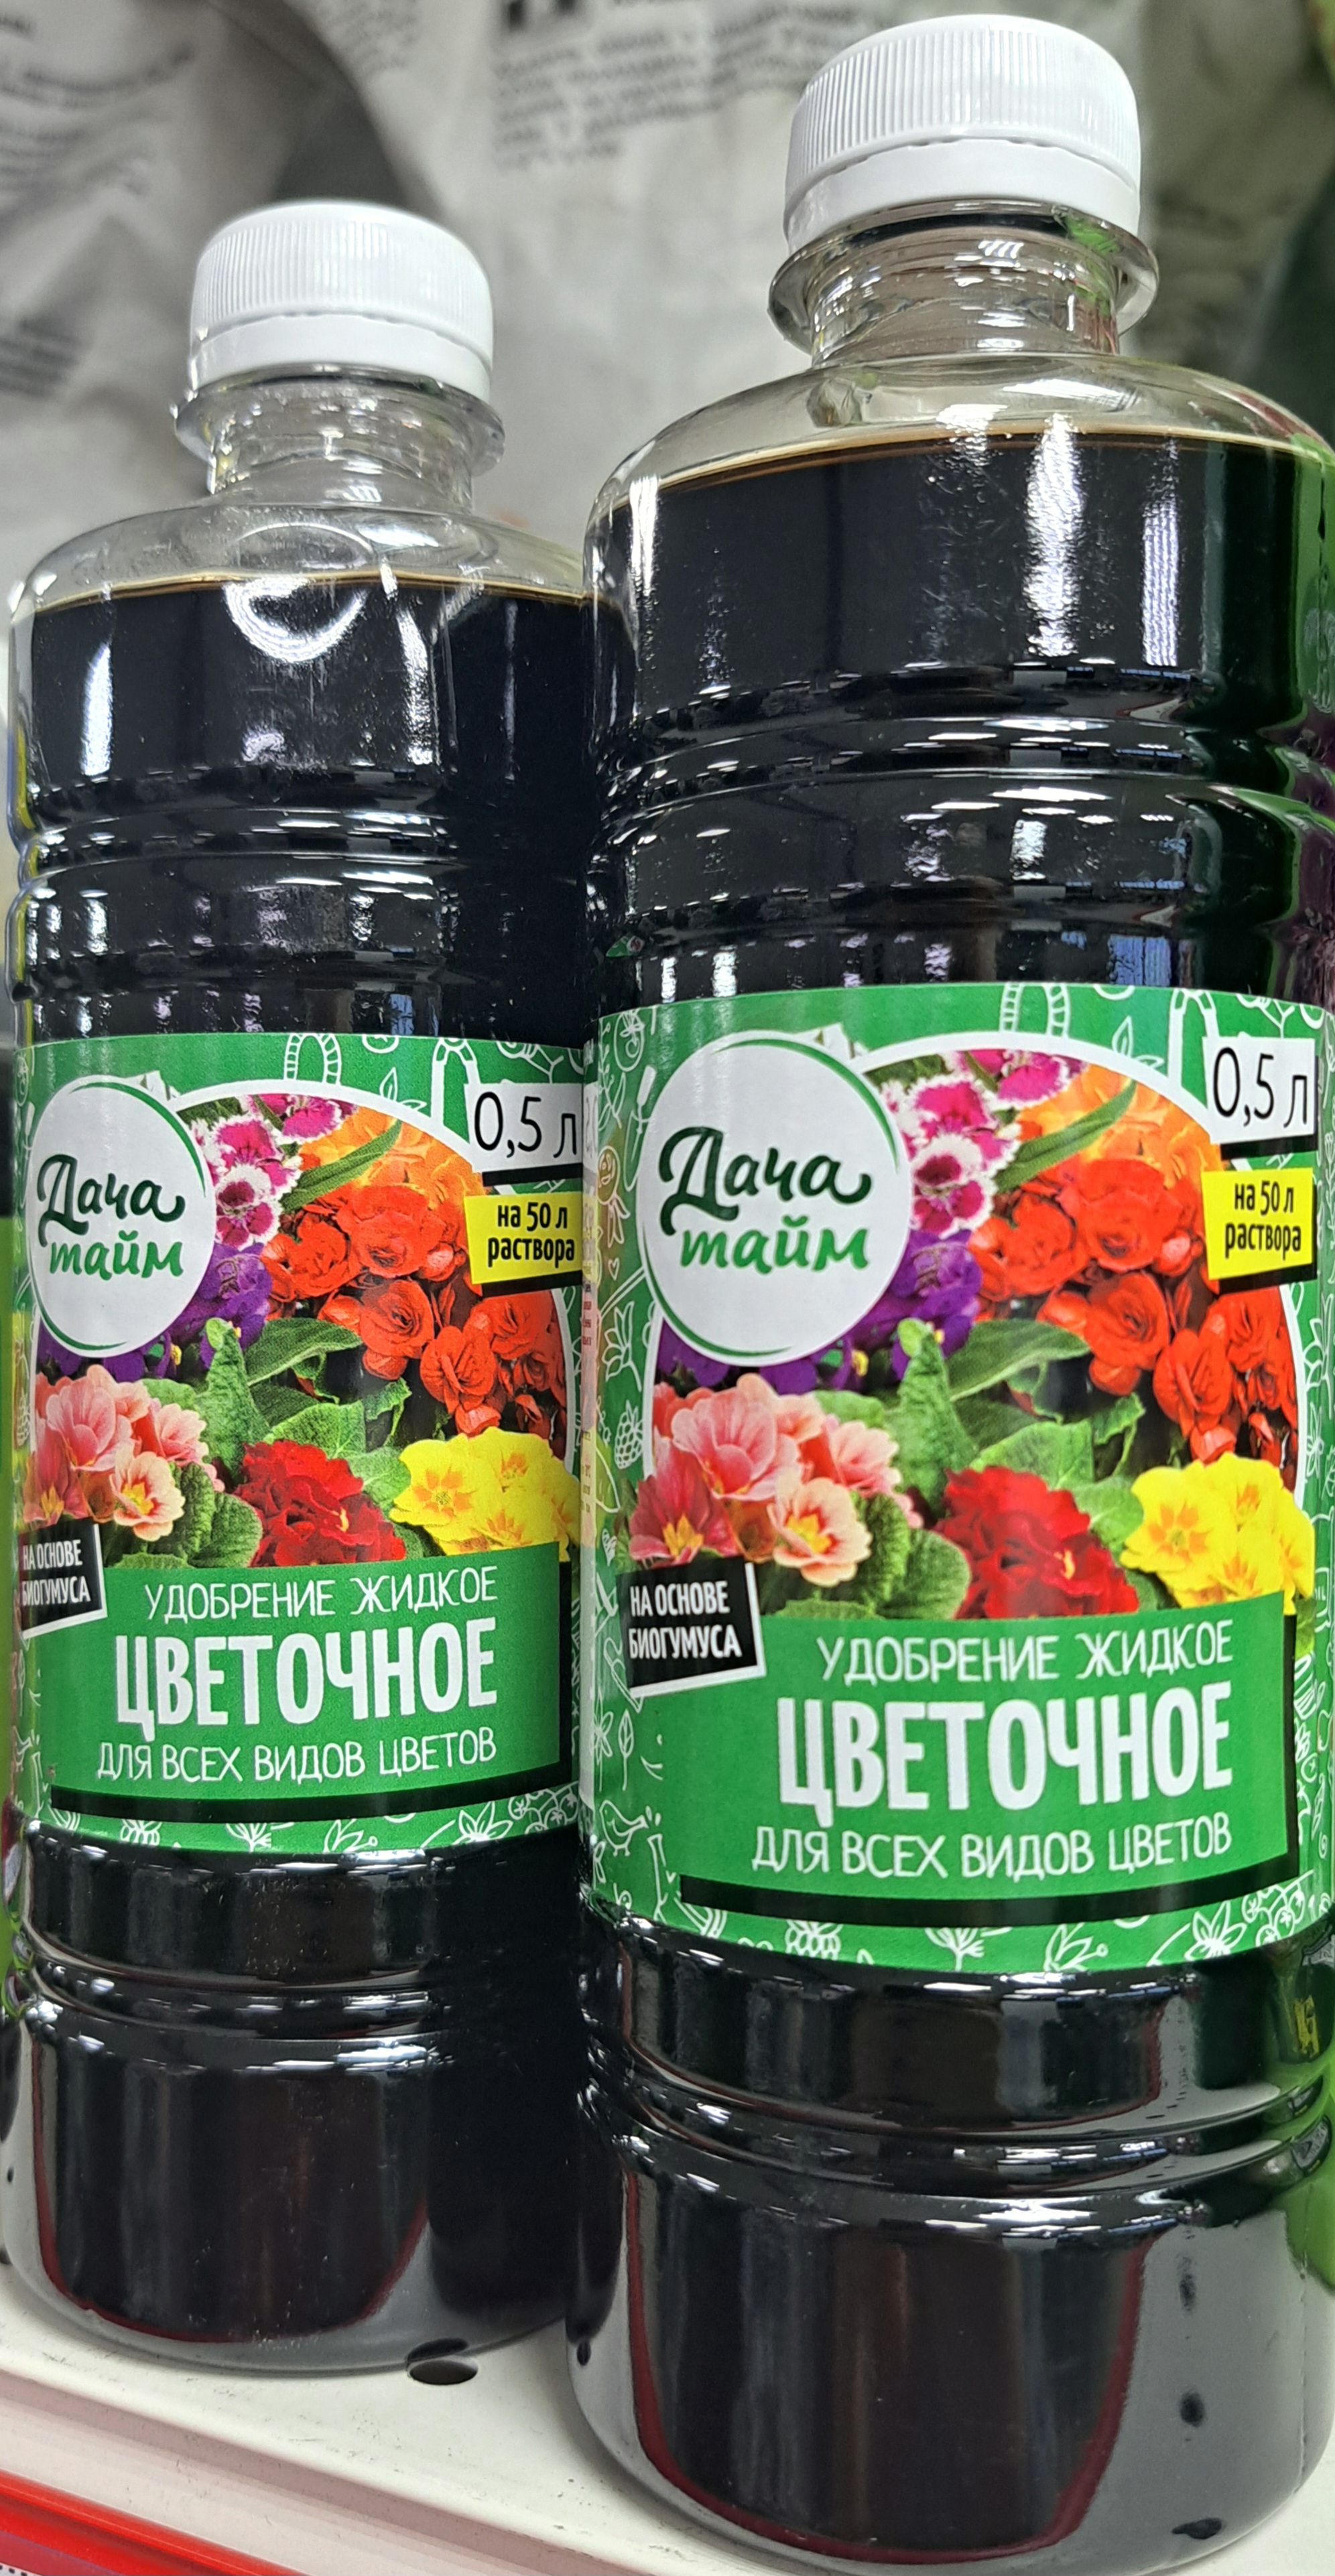 Дача
тайм
0,5 л
на 50 л
раствора
НА ОСНОВЕ
БИОГУМУСА
УДОБРЕНИЕ ЖИДКОЕ
ЦВЕТОЧНОЕ
ДЛЯ ВСЕХ ВИДОВ ЦВЕТОВ
Дача
тайм
0,5 л
на 50 л
раствора
НА ОСНОВЕ
БИОГУМУСА
УДОБРЕНИЕ ЖИДКОЕ
ЦВЕТОЧНОЕ
ДЛЯ ВСЕХ ВИДОВ ЦВЕТОВ